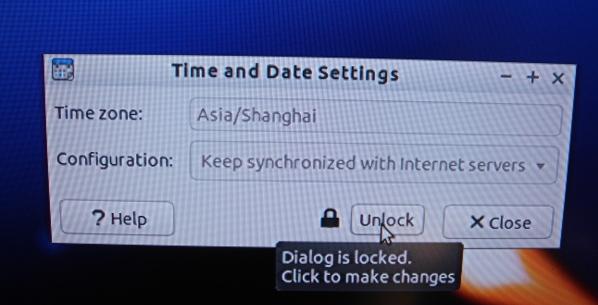 Time and Date Settings
Time zone: Asia/Shanghai
Configuration: Keep synchronized with Internet servers
? Help Unlock Close
Dialog is locked.
Click to make changes